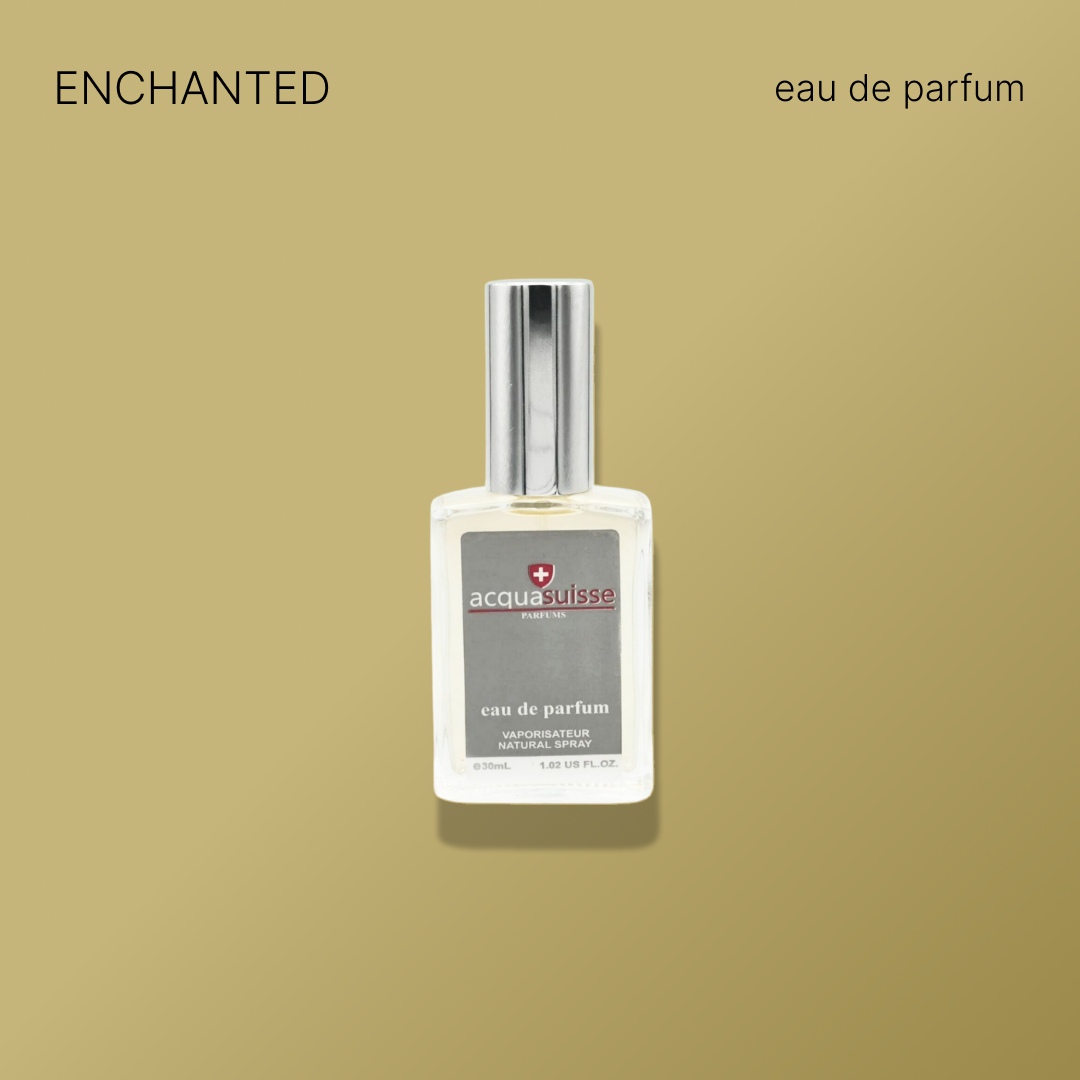 ENCHANTED
eau de parfum
acquasuisse
PARFUMS
eau de parfum
VAPORISATEUR
NATURAL SPRAY
℮30mL 1.02 US FL.OZ.